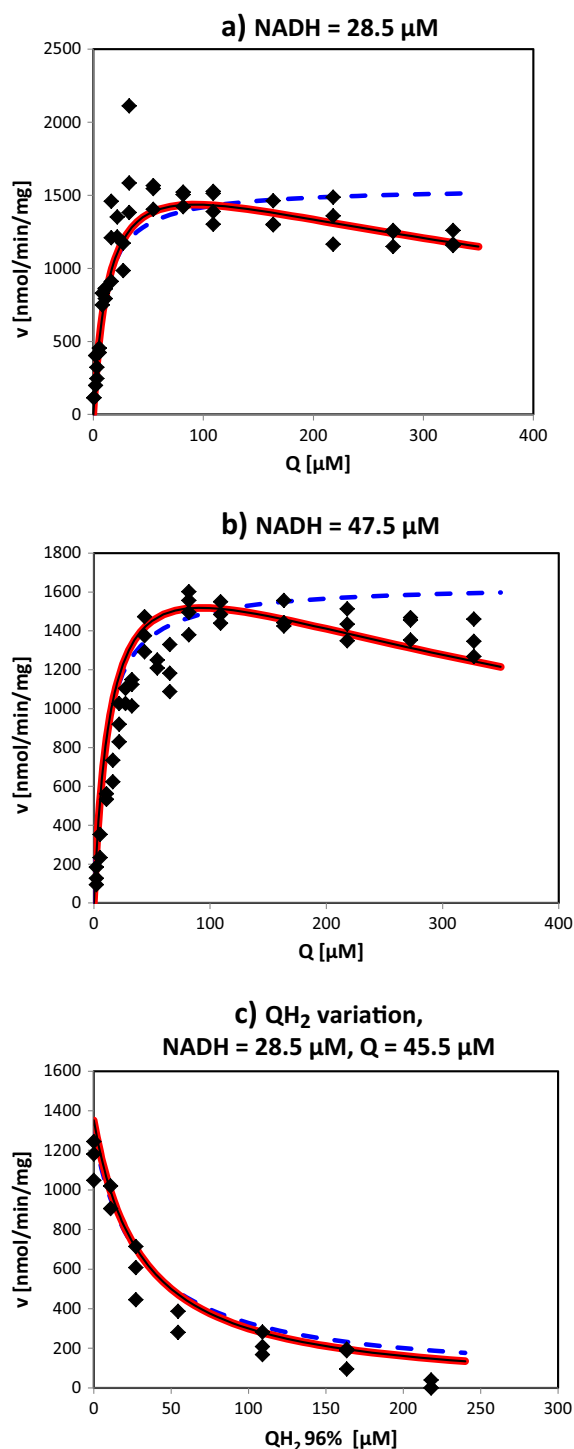 a) NADH = 28.5 µM
2500
2000
1500
1000
500
0
0 100 200 300 400
v [nmol/min/mg]
Q [µM]
b) NADH = 47.5 µM
1800
1600
1400
1200
1000
800
600
400
200
0
0 100 200 300 400
v [nmol/min/mg]
Q [µM]
c) QH₂ variation,
NADH = 28.5 µM, Q = 45.5 µM
1600
1400
1200
1000
800
600
400
200
0
0 50 100 150 200 250 300
v [nmol/min/mg]
QH₂ 96% [µM]